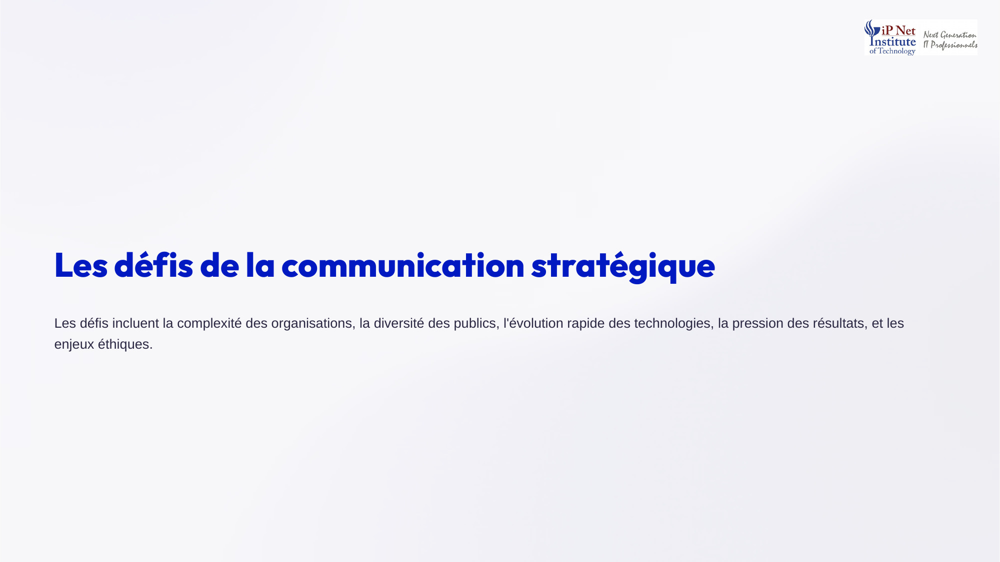 iP Net
Institute
of Technology
Next Generation
IT Professionnels
Les défis de la communication stratégique
Les défis incluent la complexité des organisations, la diversité des publics, l'évolution rapide des technologies, la pression des résultats, et les
enjeux éthiques.